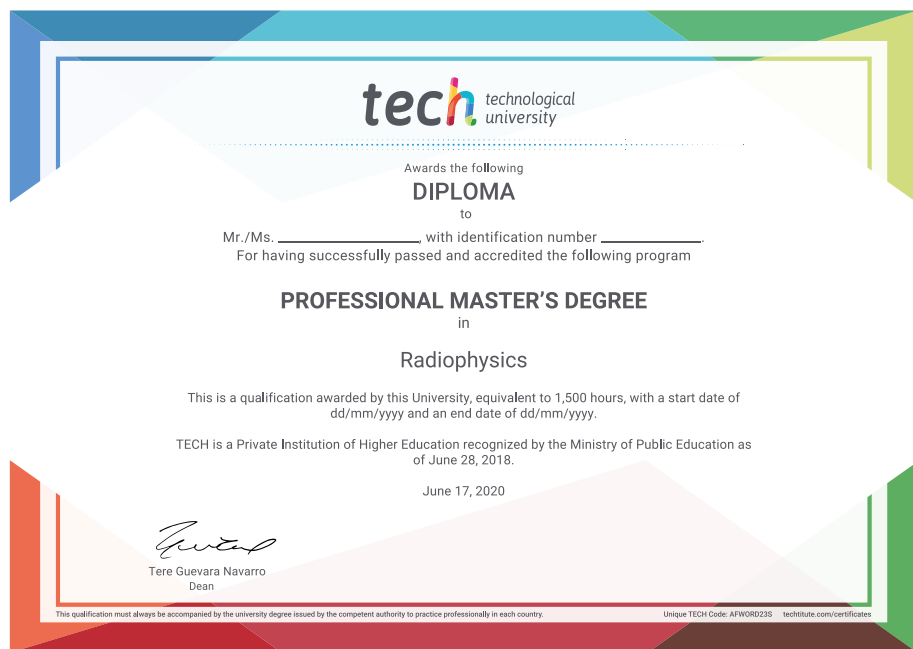 tech technological
university
Awards the following
DIPLOMA
to
Mr./Ms. ____________________, with identification number ______________.
For having successfully passed and accredited the following program
PROFESSIONAL MASTER'S DEGREE
in
Radiophysics
This is a qualification awarded by this University, equivalent to 1,500 hours, with a start date of
dd/mm/yyyy and an end date of dd/mm/yyyy.
TECH is a Private Institution of Higher Education recognized by the Ministry of Public Education as
of June 28, 2018.
June 17, 2020
Tere Guevara Navarro
Dean
This qualification must always be accompanied by the university degree issued by the competent authority to practice professionally in each country. Unique TECH Code: AFWORD23S techtitute.com/certificates